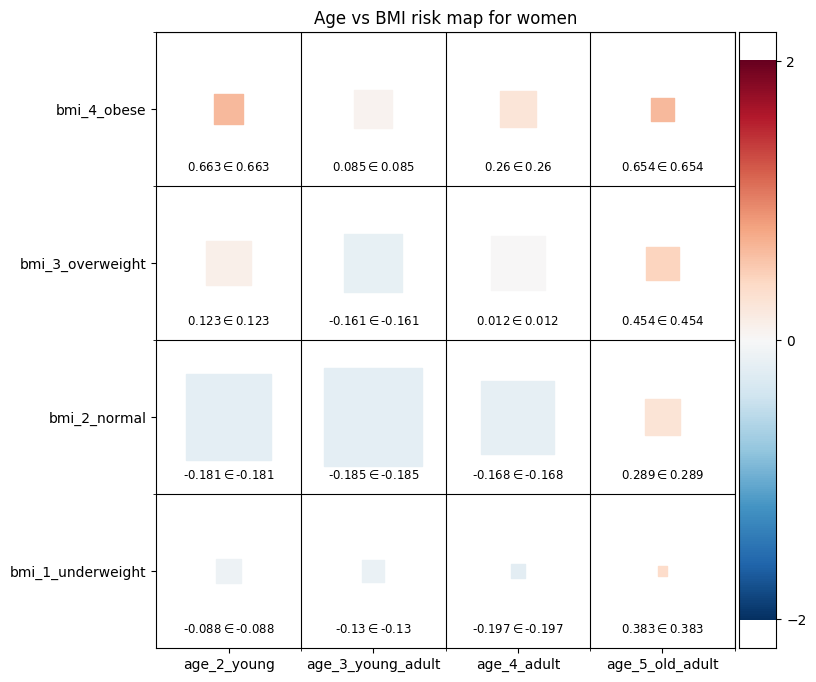 Age vs BMI risk map for women
bmi_4_obese
0.663∈0.663
0.085∈0.085
0.26∈0.26
0.654∈0.654
2
bmi_3_overweight
0.123∈0.123
-0.161∈-0.161
0.012∈0.012
0.454∈0.454
0
bmi_2_normal
-0.181∈-0.181
-0.185∈-0.185
-0.168∈-0.168
0.289∈0.289
bmi_1_underweight
-0.088∈-0.088
-0.13∈-0.13
-0.197∈-0.197
0.383∈0.383
−2
age_2_young
age_3_young_adult
age_4_adult
age_5_old_adult